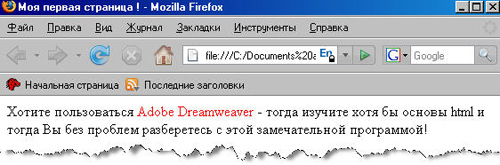 Моя первая страница ! - Mozilla Firefox
Файл Правка Вид Журнал Закладки Инструменты Справка
file:///C:/Documents%20a En G Google
Начальная страница Последние заголовки
Хотите пользоваться Adobe Dreamweaver - тогда изучите хотя бы основы html и
тогда Вы без проблем разберетесь с этой замечательной программой!